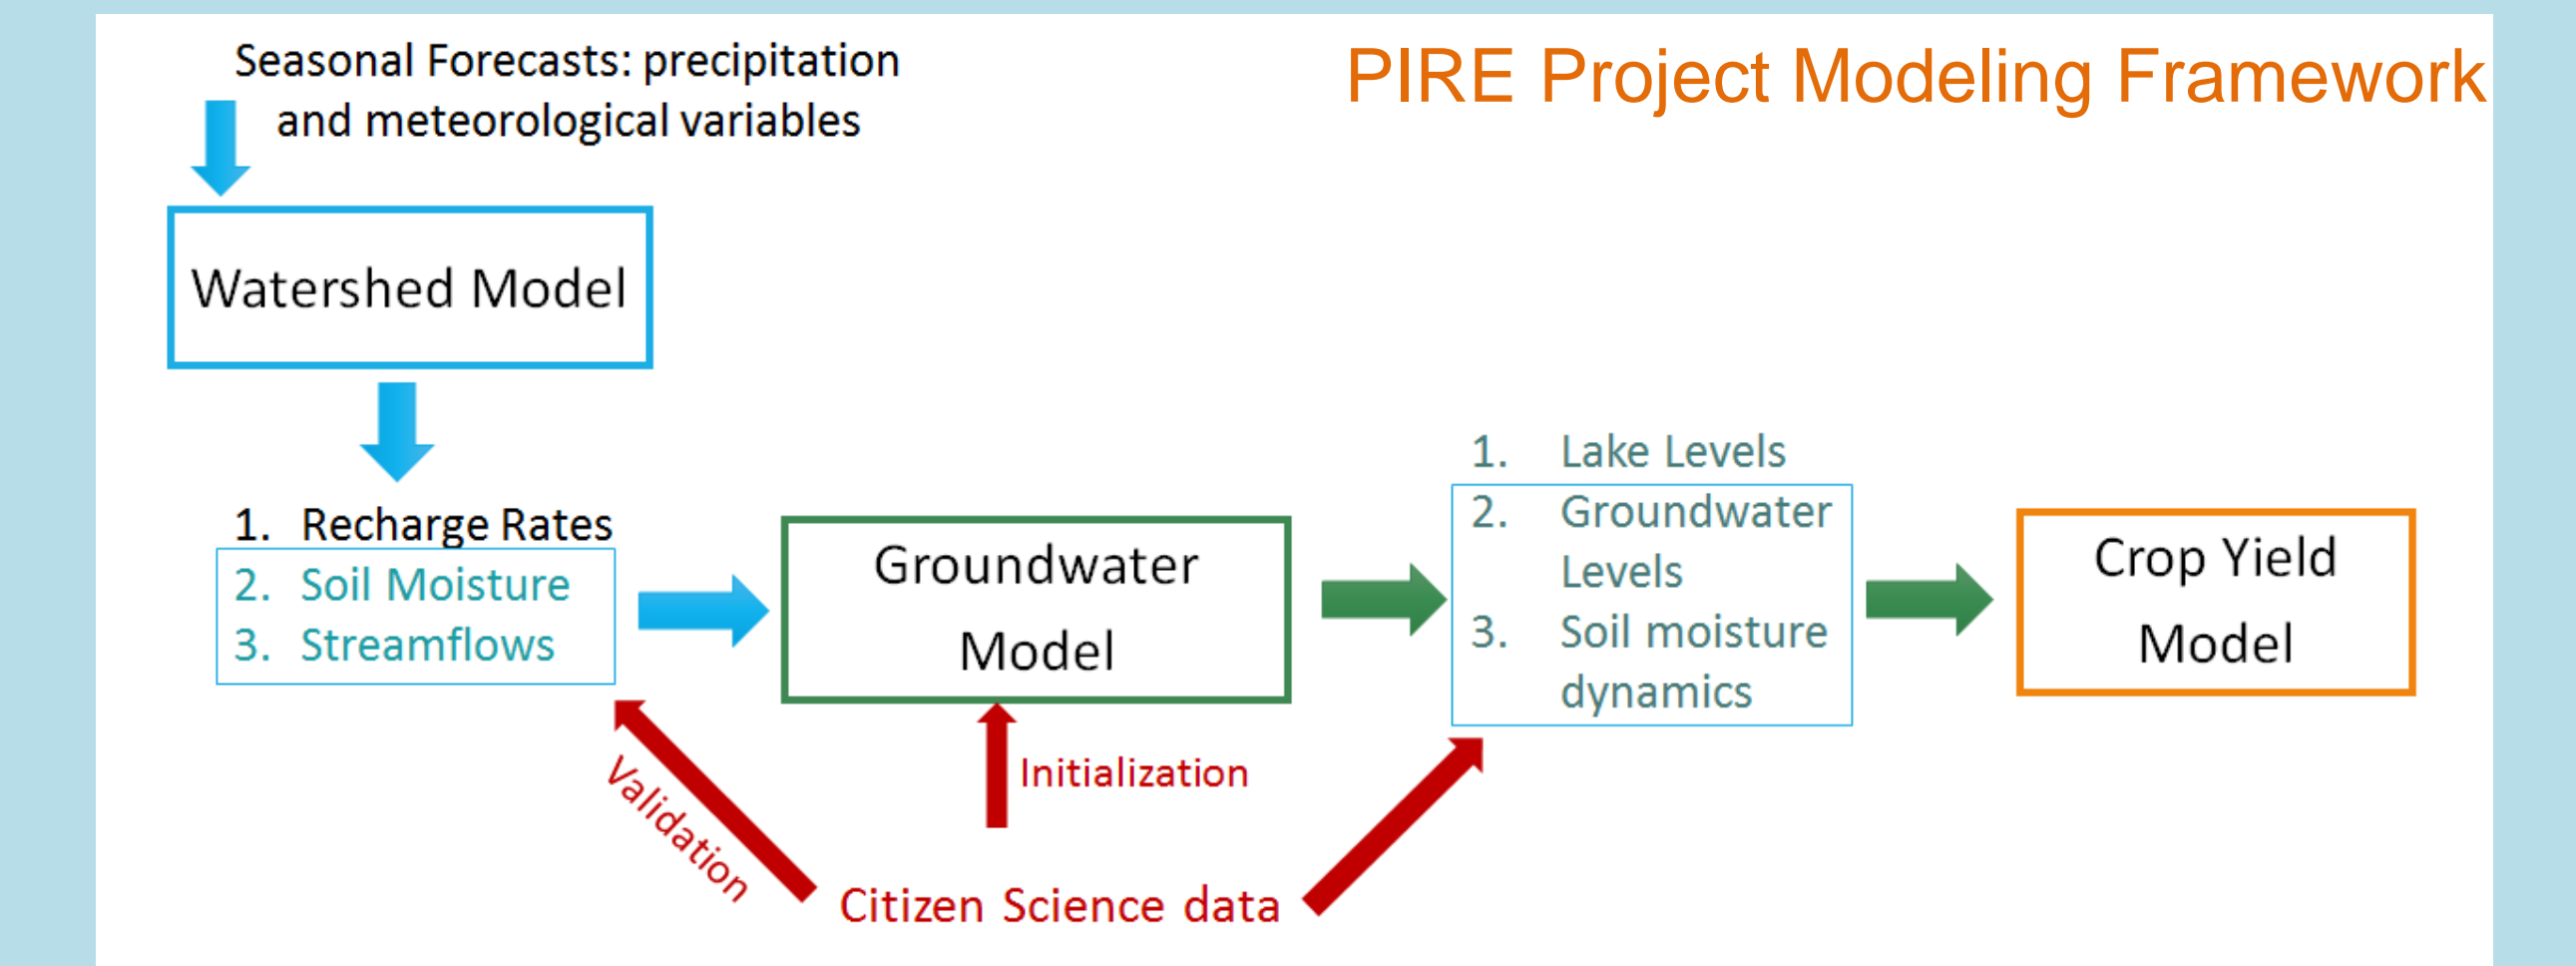 PIRE Project Modeling Framework
Seasonal Forecasts: precipitation
and meteorological variables
Watershed Model
1. Recharge Rates
2. Soil Moisture
3. Streamflows
Groundwater
Model
1. Lake Levels
2. Groundwater
Levels
3. Soil moisture
dynamics
Crop Yield
Model
Validation
Initialization
Citizen Science data